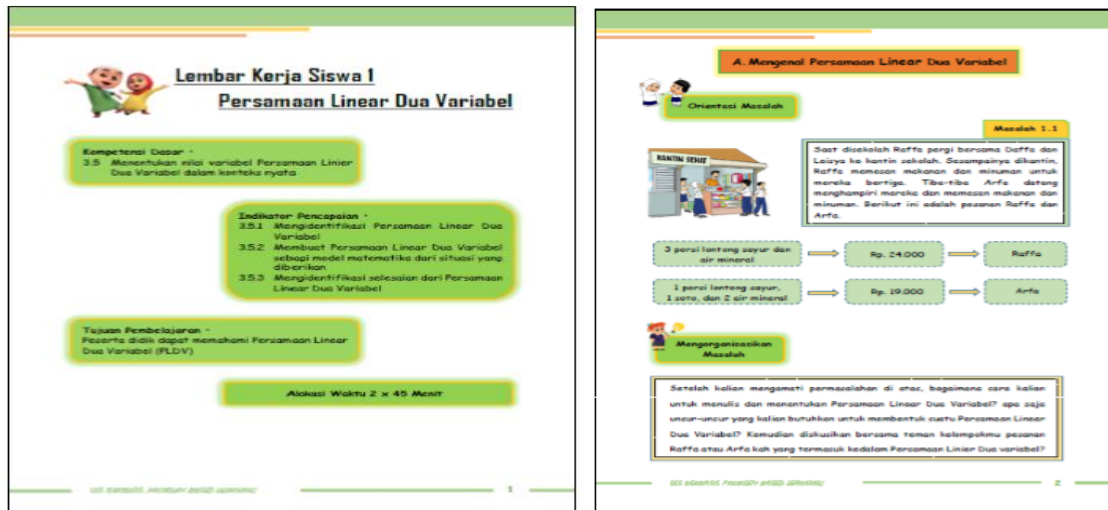 Lembar Kerja Siswa 1
Persamaan Linear Dua Variabel
Kompetensi Dasar :
3.5 Menentukan nilai variabel Persamaan Linier
Dua Variabel dalam konteks nyata
Indikator Pencapaian :
3.5.1 Mengidentifikasi Persamaan Linear Dua
Variabel
3.5.2 Membuat Persamaan Linear Dua Variabel
sebagi model matematika dari situasi yang
diberikan
3.5.3 Mengidentifikasi selesaian dari Persamaan
Linear Dua Variabel
Tujuan Pembelajaran :
Peserta didik dapat memahami Persamaan Linear
Dua Variabel (PLDV)
Alokasi Waktu 2 x 45 Menit
1
A. Mengenal Persamaan Linear Dua Variabel
Orientasi Masalah
Masalah 1.1
KANTIN SEHAT
Saat disekolah Raffa pergi bersama Daffa dan
Laisya ke kantin sekolah. Sesampainya dikantin,
Raffa memesan makanan dan minuman untuk
mereka bertiga. Tiba-tiba Arfa datang
menghampiri mereka dan memesan makanan dan
minuman. Berikut ini adalah pesanan Raffa dan
Arfa.
3 porsi lontong sayur dan
air mineral
Rp. 24.000
Raffa
1 porsi lontong sayur,
1 soto, dan 2 air mineral
Rp. 19.000
Arfa
Mengorganisasikan
Masalah
Setelah kalian mengamati permasalahan di atas, bagaimana cara kalian
untuk menulis dan menentukan Persamaan Linear Dua Variabel? apa saja
unsur-unsur yang kalian butuhkan untuk membentuk suatu Persamaan Linear
Dua Variabel? Kemudian diskusikan bersama teman kelompokmu pesanan
Raffa atau Arfa kah yang termasuk kedalam Persamaan Linier Dua variabel?
2